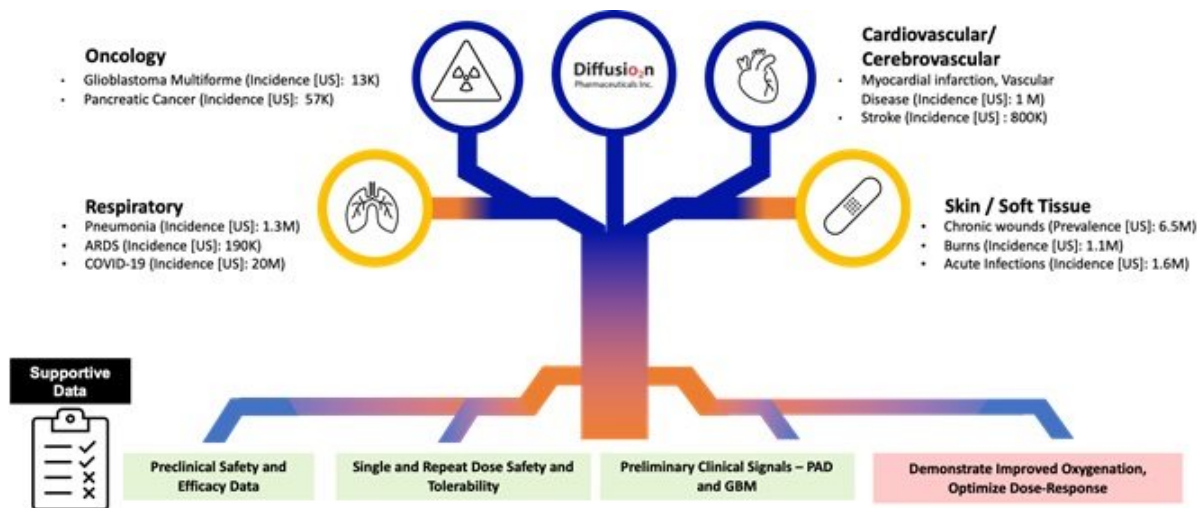 Oncology
Glioblastoma Multiforme (Incidence [US]: 13K)
Pancreatic Cancer (Incidence [US]: 57K)
Diffusio₂n
Pharmaceuticals Inc.
Cardiovascular/
Cerebrovascular
Myocardial infarction, Vascular
Disease (Incidence [US]: 1 M)
Stroke (Incidence [US] : 800K)
Respiratory
Pneumonia (Incidence [US]: 1.3M)
ARDS (Incidence [US]: 190K)
COVID-19 (Incidence [US]: 20M)
Skin / Soft Tissue
Chronic wounds (Prevalence [US]: 6.5M)
Burns (Incidence [US]: 1.1M)
Acute Infections (Incidence [US]: 1.6M)
Supportive
Data
Preclinical Safety and
Efficacy Data
Single and Repeat Dose Safety and
Tolerability
Preliminary Clinical Signals – PAD
and GBM
Demonstrate Improved Oxygenation,
Optimize Dose-Response